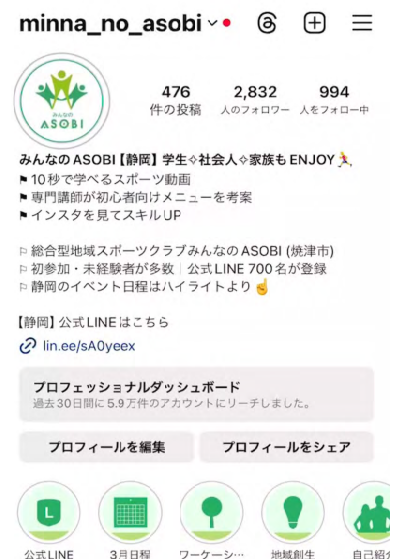 minna_no_asobi
みんなの
ASOBI
476 2,832 994
件の投稿 人のフォロワー 人をフォロー中
みんなのASOBI【静岡】学生✧社会人✧家族もENJOY🏃
⚑10秒で学べるスポーツ動画
⚑専門講師が初心者向けメニューを考案
⚑インスタを見てスキルUP
⚐総合型地域スポーツクラブみんなのASOBI (焼津市)
⚐初参加・未経験者が多数｜公式LINE 700名が登録
⚐静岡のイベント日程はハイライトより☝️
【静岡】公式LINEはこちら
lin.ee/sA0yeex
プロフェッショナルダッシュボード
過去30日間に5.9万件のアカウントにリーチしました。
プロフィールを編集 プロフィールをシェア
L
公式LINE 3月日程 ワーケーシ… 地域創生 自己紹介